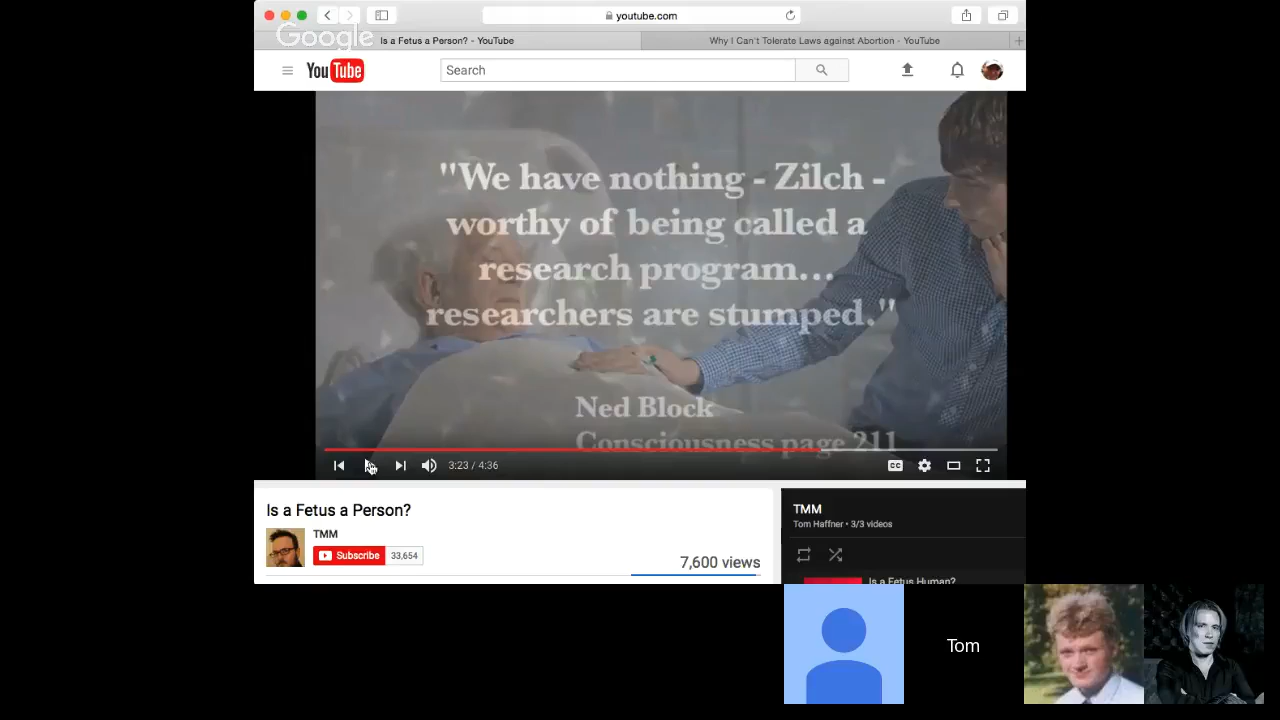 youtube.com
Google
Is a Fetus a Person? - YouTube
Why I Can't Tolerate Laws against Abortion - YouTube
YouTube
Search
"We have nothing - Zilch -
worthy of being called a
research program...
researchers are stumped."
Ned Block
Consciousness page 211
3:23 / 4:36
CC
Is a Fetus a Person?
TMM
Subscribe 33,654
7,600 views
TMM
Tom Haffner • 3/3 videos
Is a Fetus Human?
Tom